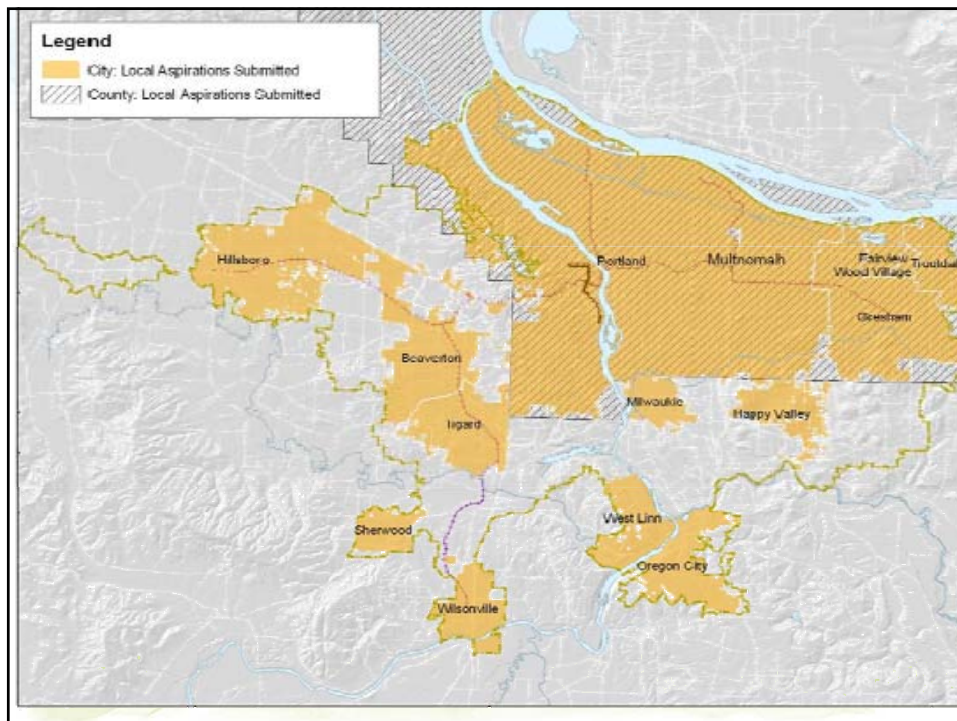 Legend
City: Local Aspirations Submitted
County: Local Aspirations Submitted
Hillsboro
Portland
Multnomah
Fairview
Wood Village
Troutdal
Gresham
Beaverton
Tigard
Milwaukie
Happy Valley
Sherwood
West Linn
Oregon City
Wilsonville